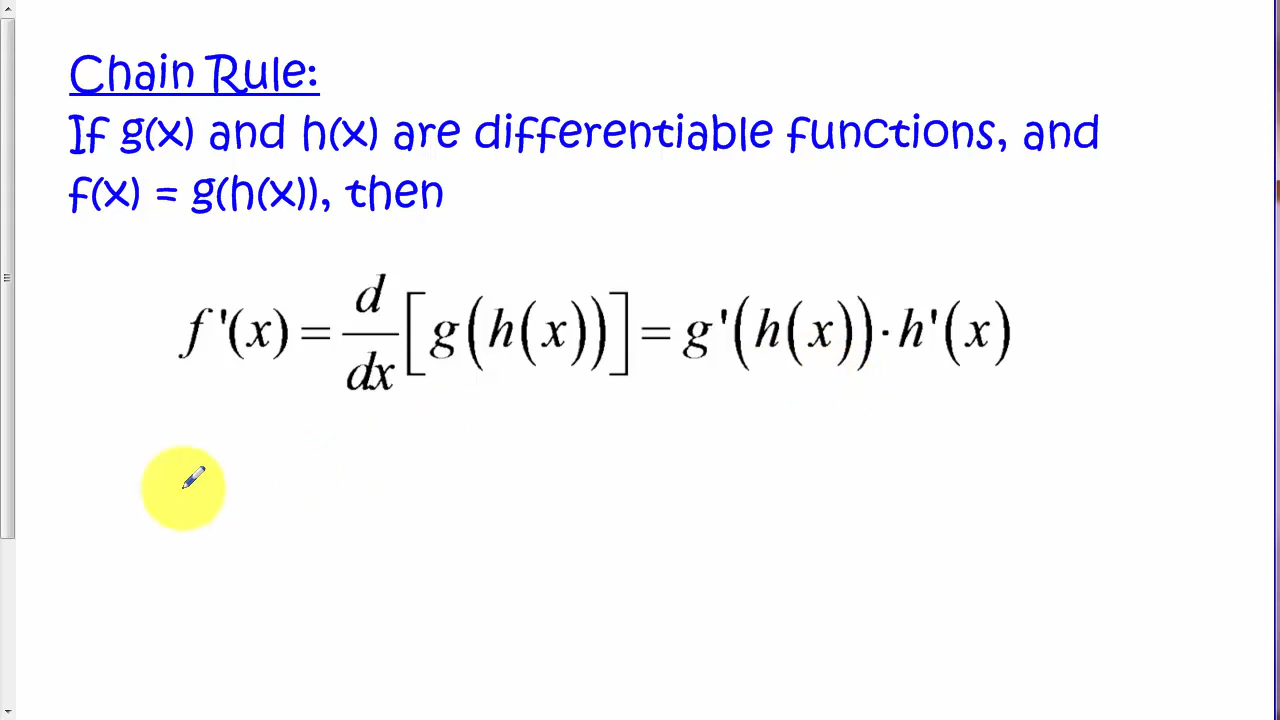 Chain Rule:
If g(x) and h(x) are differentiable functions, and
f(x) = g(h(x)), then
f'(x) = d/dx [g(h(x))] = g'(h(x)) · h'(x)